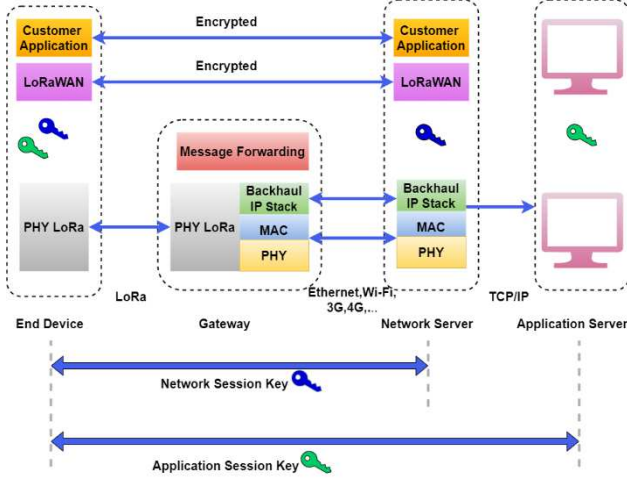 Customer
Application
Encrypted
Customer
Application
LoRaWAN
Encrypted
LoRaWAN
Message Forwarding
PHY LoRa
PHY LoRa
Backhaul
IP Stack
MAC
PHY
Backhaul
IP Stack
MAC
PHY
LoRa
Ethernet,Wi-Fi,
3G,4G,...
TCP/IP
End Device
Gateway
Network Server
Application Server
Network Session Key
Application Session Key